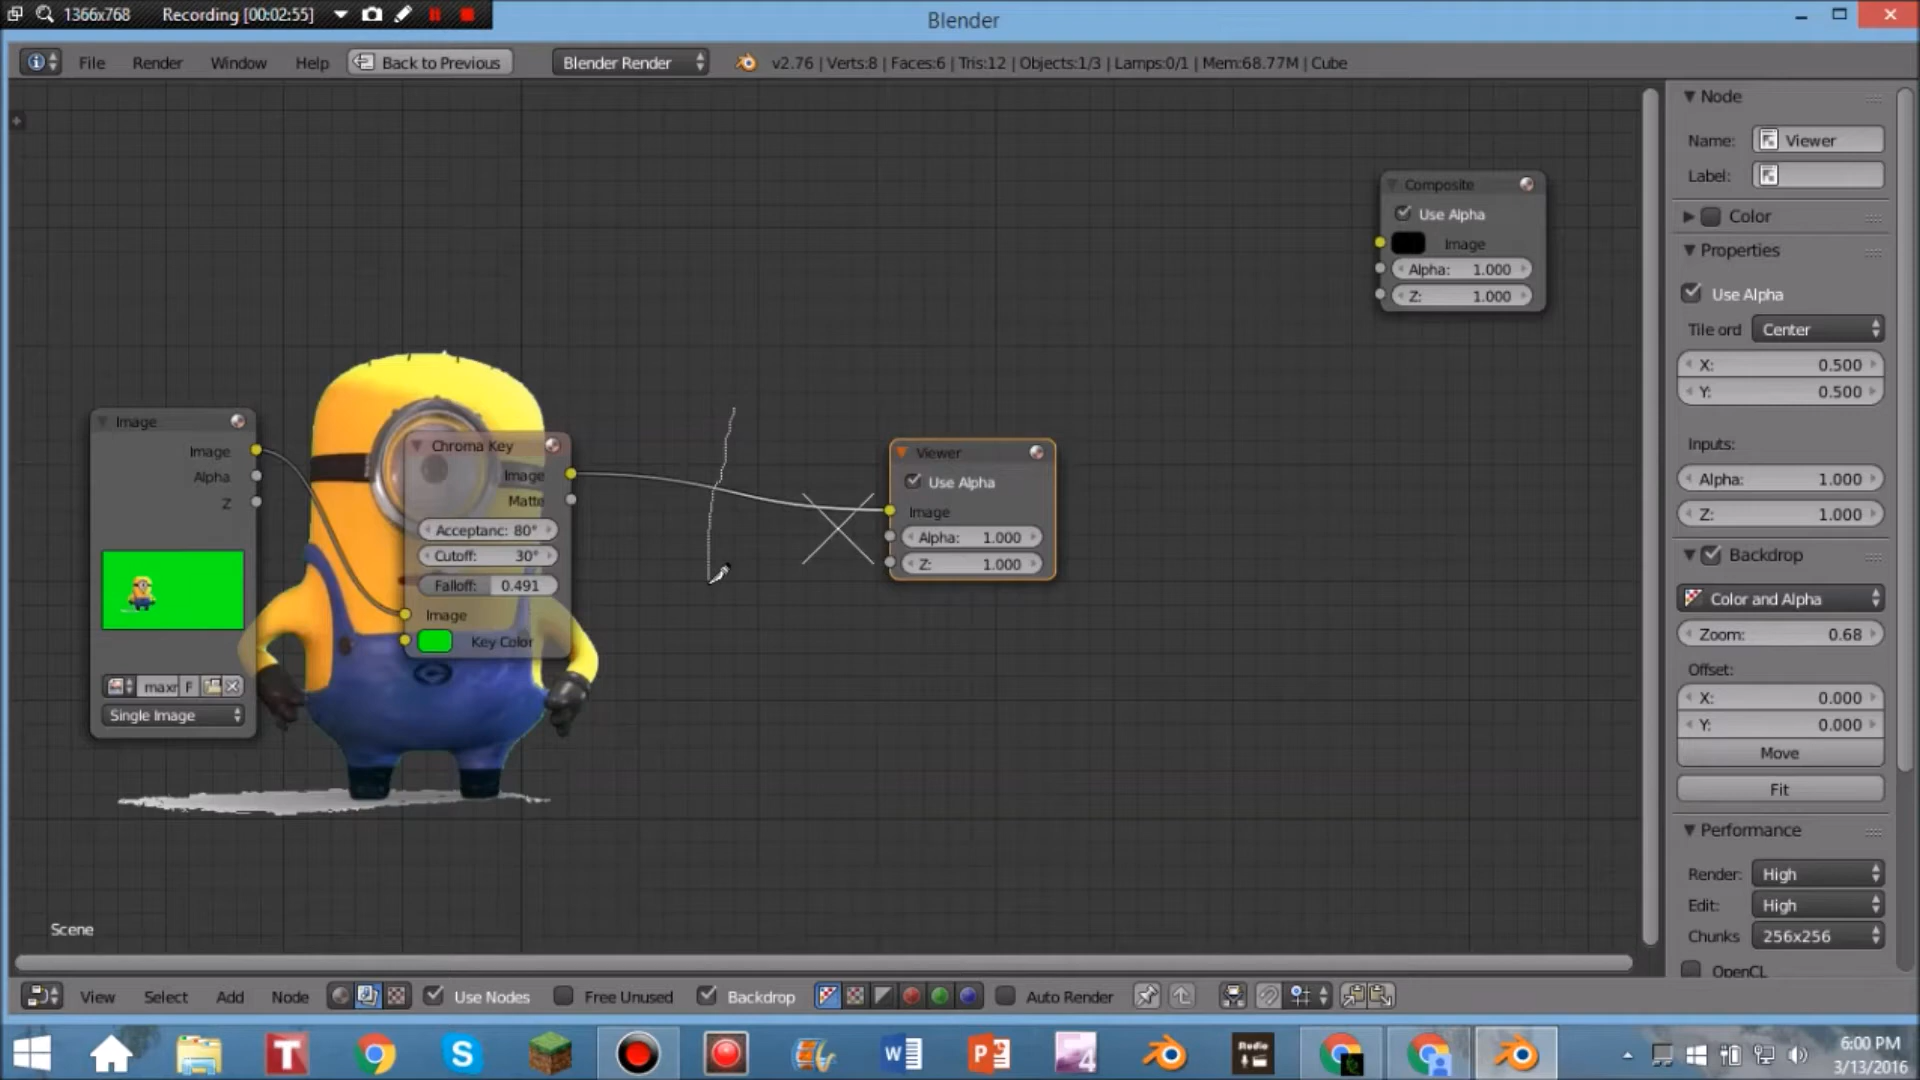 1366x768 Recording [00:02:55]
Blender
File Render Window Help Back to Previous Blender Render v2.76 | Verts:8 | Faces:6 | Tris:12 | Objects:1/3 | Lamps:0/1 | Mem:68.77M | Cube
Node
Name: Viewer
Label:
Color
Properties
Use Alpha
Tile ord Center
X: 0.500
Y: 0.500
Inputs:
Alpha: 1.000
Z: 1.000
Backdrop
Color and Alpha
Zoom: 0.68
Offset:
X: 0.000
Y: 0.000
Move
Fit
Performance
Render: High
Edit: High
Chunks 256x256
OpenCL
Composite
Use Alpha
Image
Alpha: 1.000
Z: 1.000
Image
Image
Alpha
Z
maxr F
Single Image
Chroma Key
Image
Matte
Acceptanc: 80°
Cutoff: 30°
Falloff: 0.491
Image
Key Color
Viewer
Use Alpha
Image
Alpha: 1.000
Z: 1.000
Scene
View Select Add Node Use Nodes Free Unused Backdrop Auto Render
6:00 PM
3/13/2016